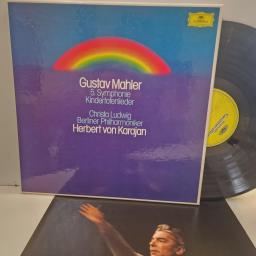 Gustav Mahler
5. Symphonie
Kindertotenlieder
Christa Ludwig
Berliner Philharmoniker
Herbert von Karajan